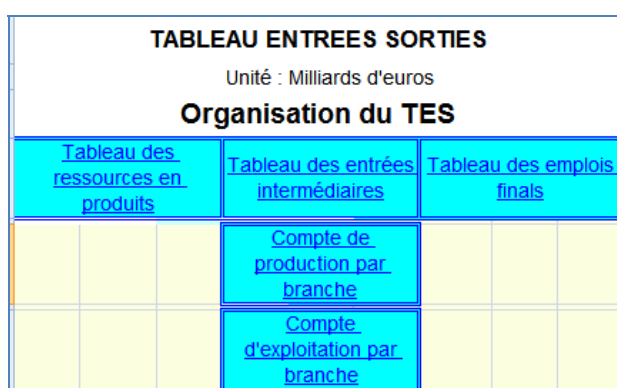 TABLEAU ENTREES SORTIES
Unité : Milliards d'euros
Organisation du TES
Tableau des
ressources en
produits
Tableau des entrées
intermédiaires
Tableau des emplois
finals
Compte de
production par
branche
Compte
d'exploitation par
branche